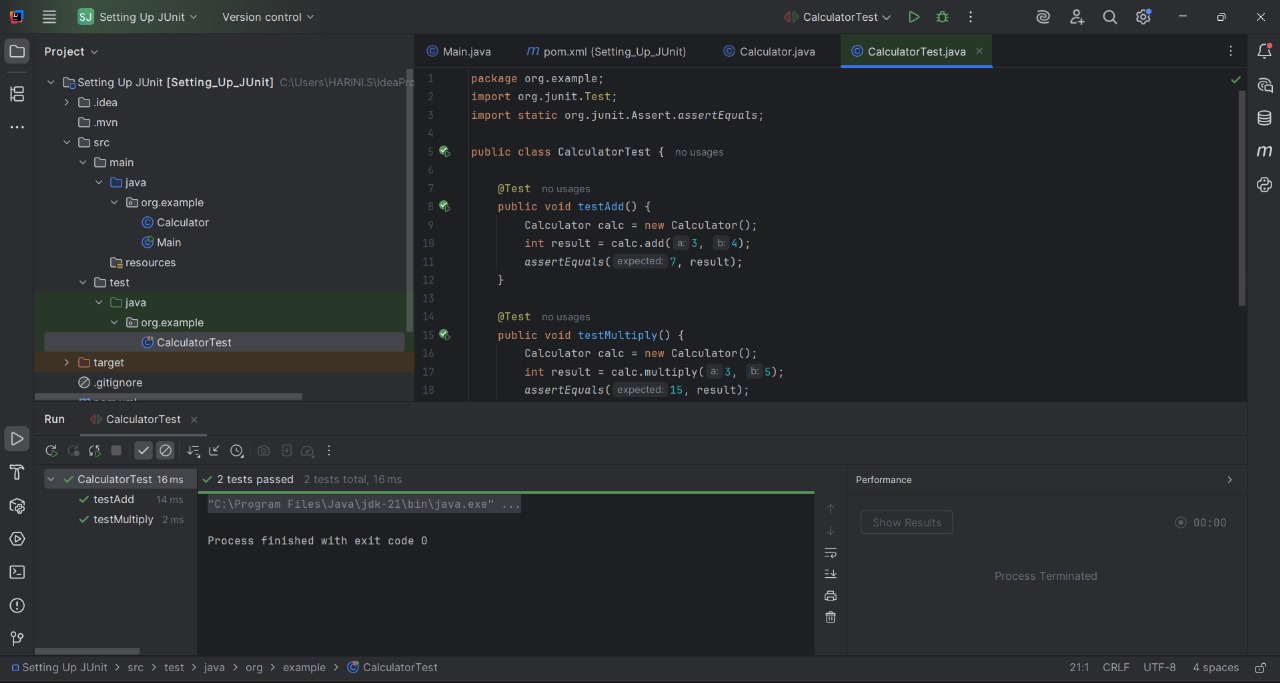 SJ Setting Up JUnit Version control CalculatorTest
Project
Main.java pom.xml (Setting_Up_JUnit) Calculator.java CalculatorTest.java
Setting Up JUnit [Setting_Up_JUnit] C:\Users\HARINI.S\IdeaPr
.idea
.mvn
src
main
java
org.example
Calculator
Main
resources
test
java
org.example
CalculatorTest
target
.gitignore
1 package org.example;
2 import org.junit.Test;
3 import static org.junit.Assert.assertEquals;
4
5 public class CalculatorTest { no usages
6
7 @Test no usages
8 public void testAdd() {
9 Calculator calc = new Calculator();
10 int result = calc.add( a: 3, b: 4);
11 assertEquals( expected: 7, result);
12 }
13
14 @Test no usages
15 public void testMultiply() {
16 Calculator calc = new Calculator();
17 int result = calc.multiply( a: 3, b: 5);
18 assertEquals( expected: 15, result);
Run CalculatorTest
CalculatorTest 16 ms
testAdd 14 ms
testMultiply 2 ms
2 tests passed 2 tests total, 16 ms
"C:\Program Files\Java\jdk-21\bin\java.exe" ...
Process finished with exit code 0
Performance
Show Results 00:00
Process Terminated
Setting Up JUnit > src > test > java > org > example > CalculatorTest
21:1 CRLF UTF-8 4 spaces